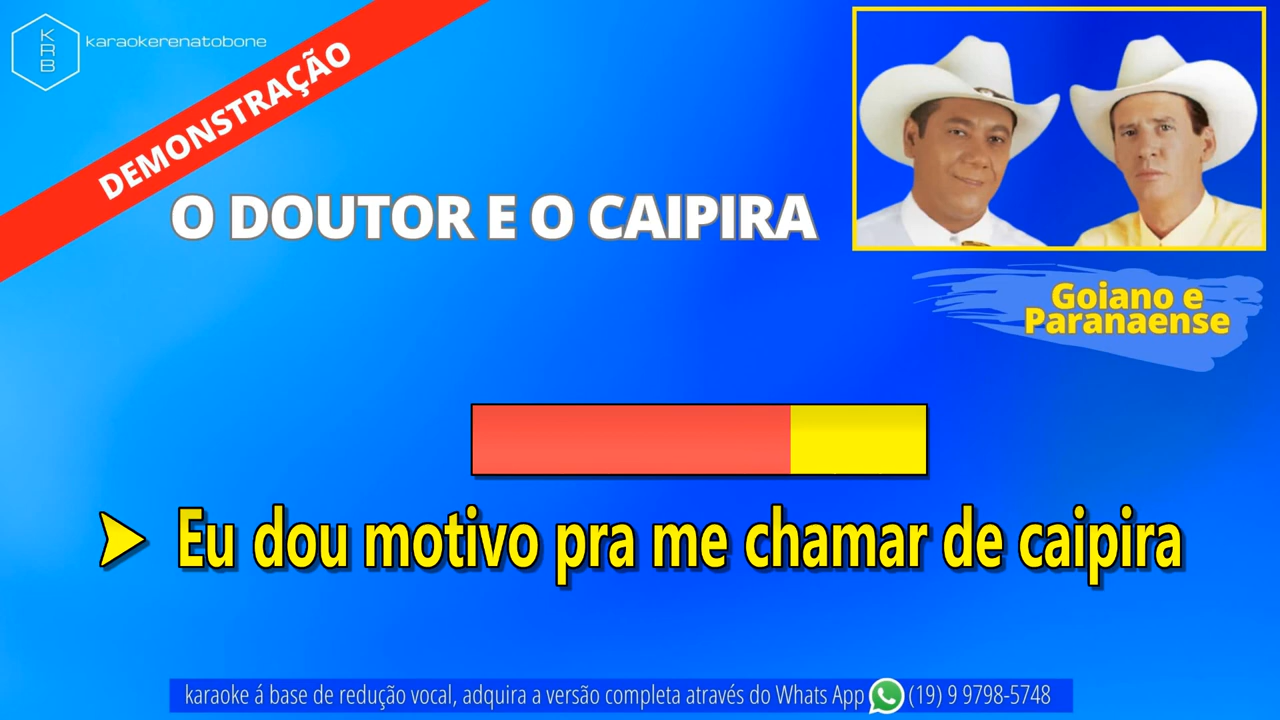 K
R
B
karaokerenatobone
DEMONSTRAÇÃO
O DOUTOR E O CAIPIRA
Goiano e
Paranaense
Eu dou motivo pra me chamar de caipira
karaoke á base de redução vocal, adquira a versão completa através do Whats App (19) 9 9798-5748